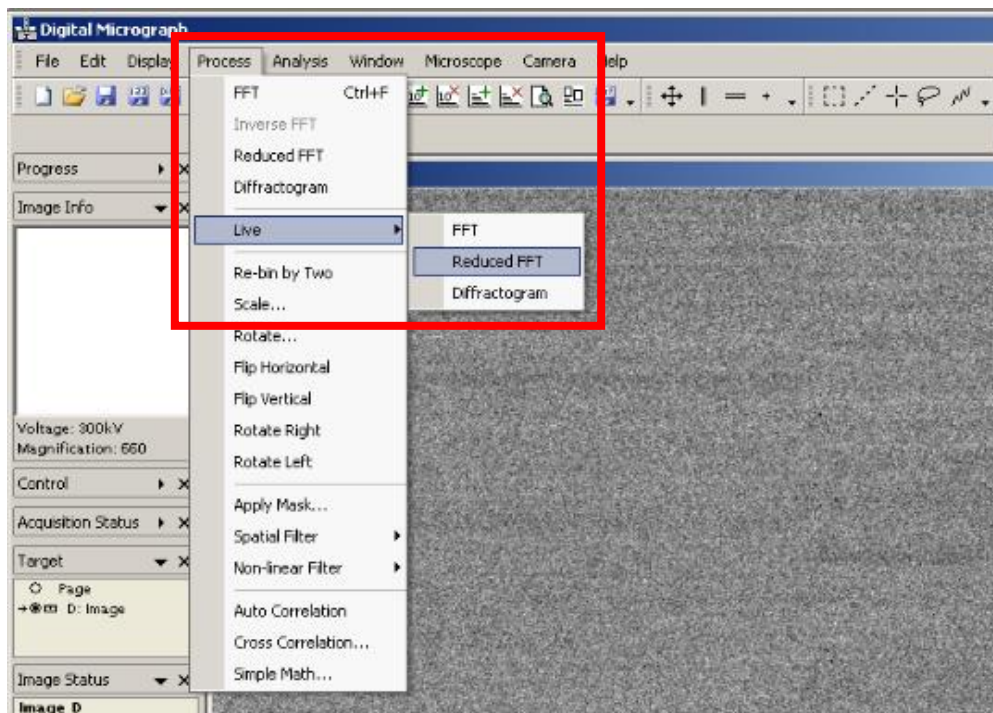 Digital Micrograph
File Edit Display Process Analysis Window Microscope Camera Help
FFT Ctrl+F
Inverse FFT
Reduced FFT
Diffractogram
Live
FFT
Reduced FFT
Diffractogram
Re-bin by Two
Scale...
Rotate...
Flip Horizontal
Flip Vertical
Rotate Right
Rotate Left
Apply Mask...
Spatial Filter
Non-linear Filter
Auto Correlation
Cross Correlation...
Simple Math...
Progress
Image Info
Voltage: 300kV
Magnification: 660
Control
Acquisition Status
Target
Page
D: Image
Image Status
Image D